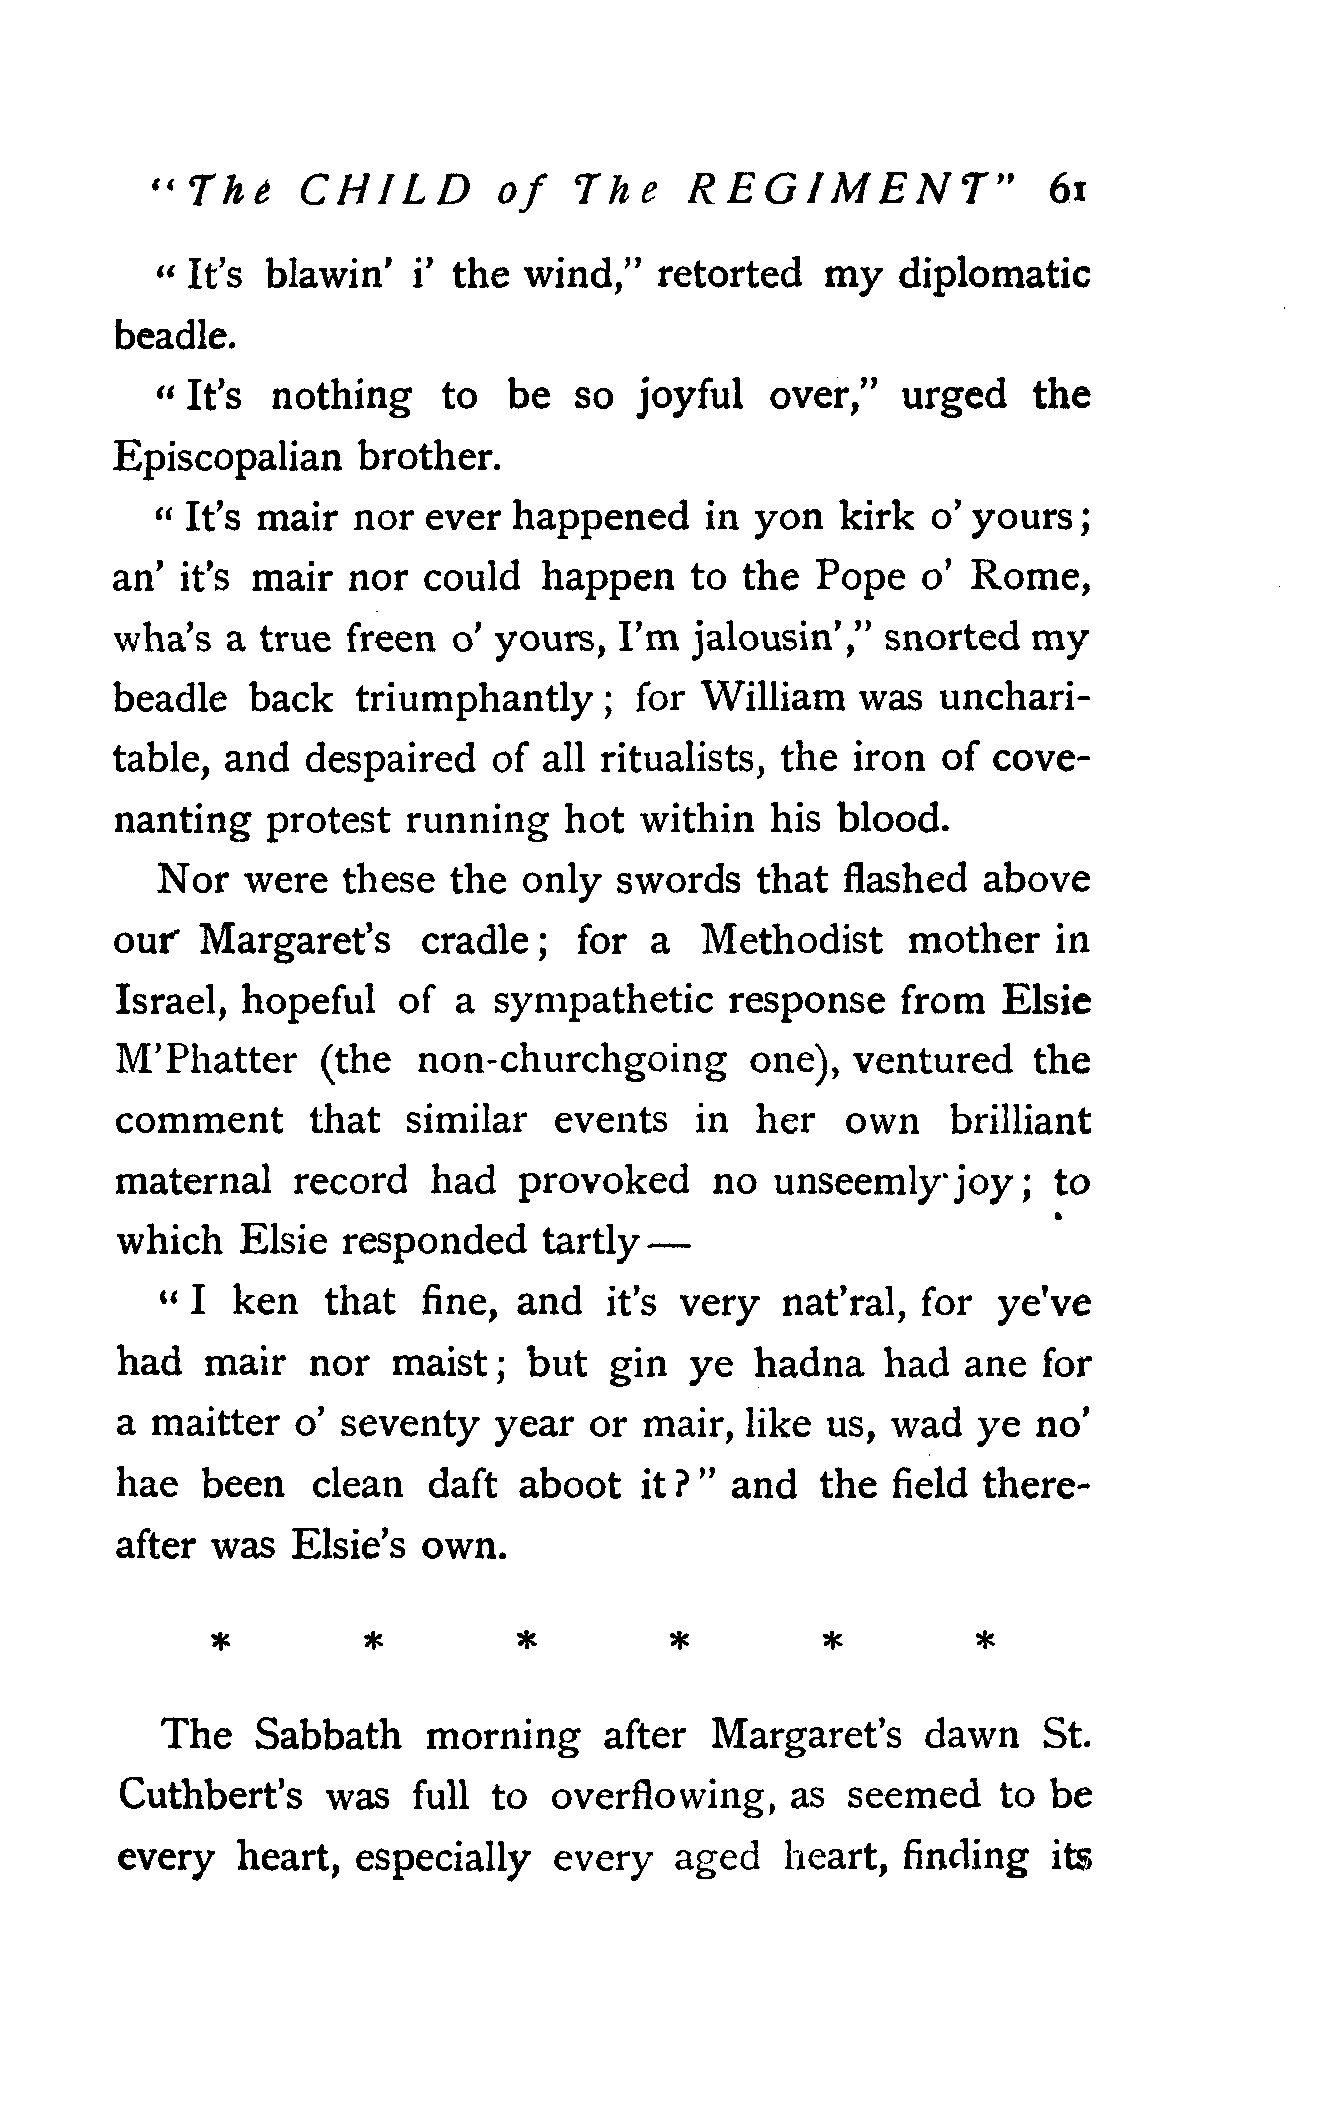 "The CHILD of The REGIMENT" 61
"It's blawin' i' the wind," retorted my diplomatic
beadle.
"It's nothing to be so joyful over," urged the
Episcopalian brother.
"It's mair nor ever happened in yon kirk o' yours;
an' it's mair nor could happen to the Pope o' Rome,
wha's a true freen o' yours, I'm jalousin'," snorted my
beadle back triumphantly; for William was unchari-
table, and despaired of all ritualists, the iron of cove-
nanting protest running hot within his blood.
Nor were these the only swords that flashed above
our Margaret's cradle; for a Methodist mother in
Israel, hopeful of a sympathetic response from Elsie
M'Phatter (the non-churchgoing one), ventured the
comment that similar events in her own brilliant
maternal record had provoked no unseemly joy; to
which Elsie responded tartly—
"I ken that fine, and it's very nat'ral, for ye've
had mair nor maist; but gin ye hadna had ane for
a maitter o' seventy year or mair, like us, wad ye no'
hae been clean daft aboot it?" and the field there-
after was Elsie's own.
* * * * * *
The Sabbath morning after Margaret's dawn St.
Cuthbert's was full to overflowing, as seemed to be
every heart, especially every aged heart, finding its